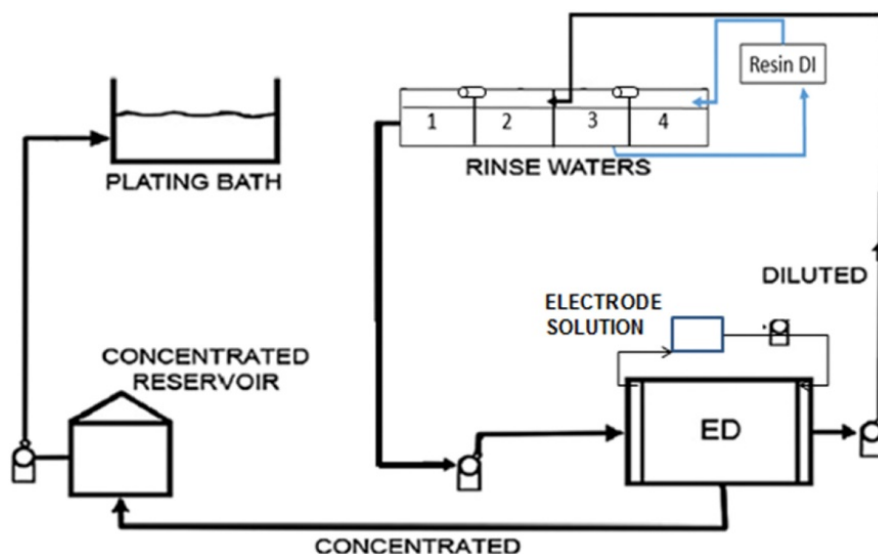 Resin DI
1
2
3
4
PLATING BATH
RINSE WATERS
DILUTED
ELECTRODE
SOLUTION
CONCENTRATED
RESERVOIR
ED
CONCENTRATED